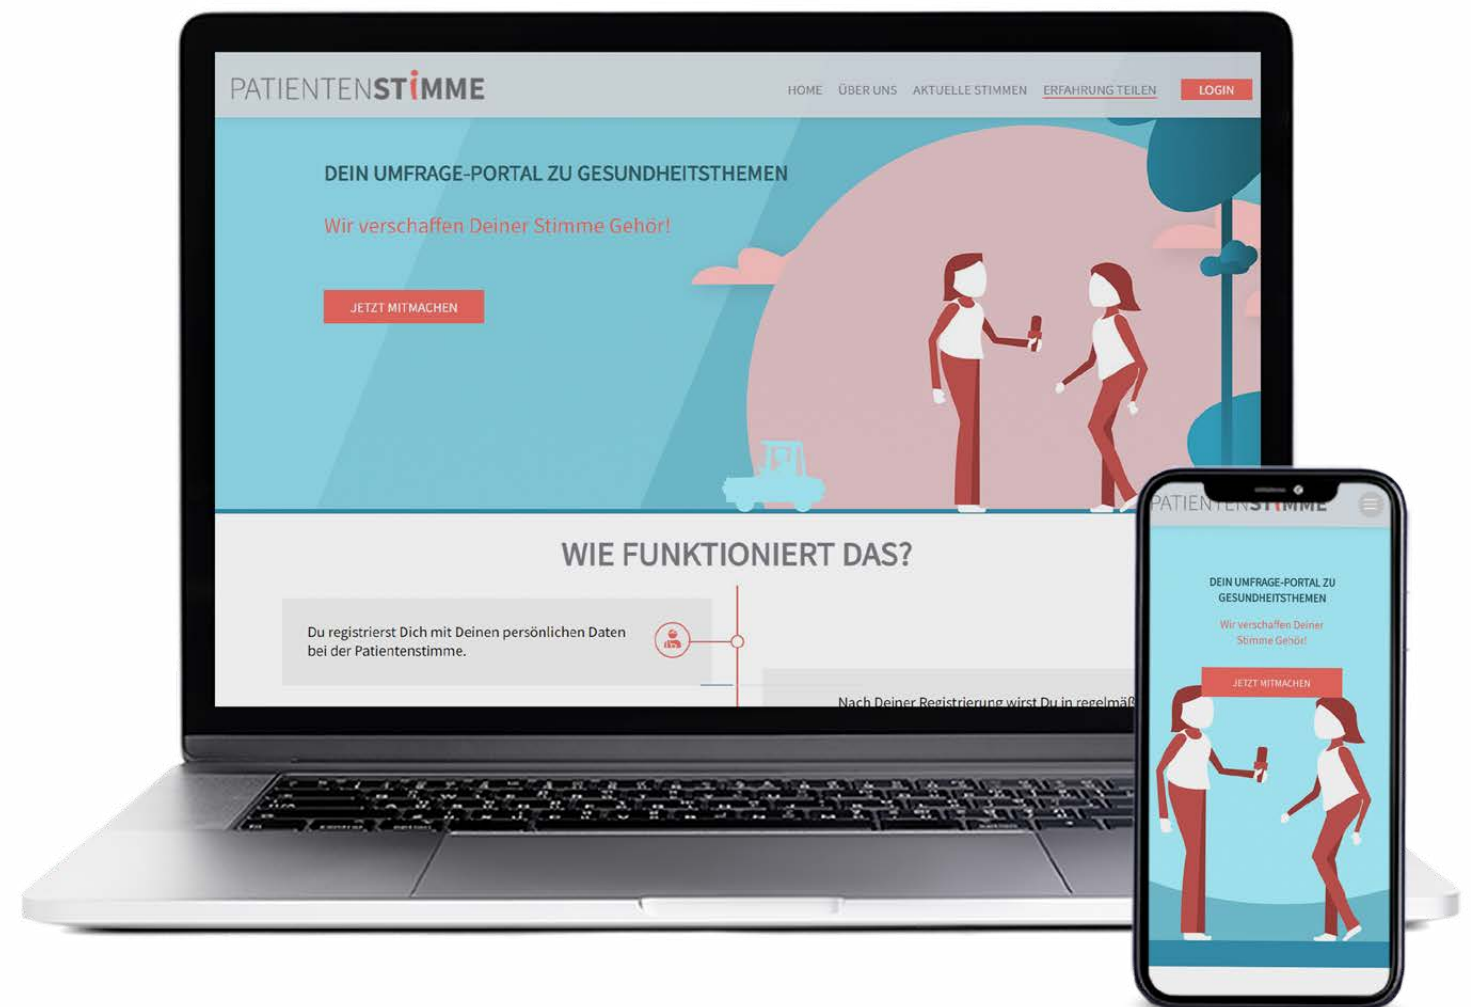 PATIENTENSTiMME
HOME ÜBER UNS AKTUELLE STIMMEN ERFAHRUNG TEILEN LOGIN
DEIN UMFRAGE-PORTAL ZU GESUNDHEITSTHEMEN
Wir verschaffen Deiner Stimme Gehör!
JETZT MITMACHEN
WIE FUNKTIONIERT DAS?
Du registrierst Dich mit Deinen persönlichen Daten
bei der Patientenstimme.
Nach Deiner Registrierung wirst Du in regelmäß
PATIENTENSTiMME
DEIN UMFRAGE-PORTAL ZU
GESUNDHEITSTHEMEN
Wir verschaffen Deiner
Stimme Gehör!
JETZT MITMACHEN